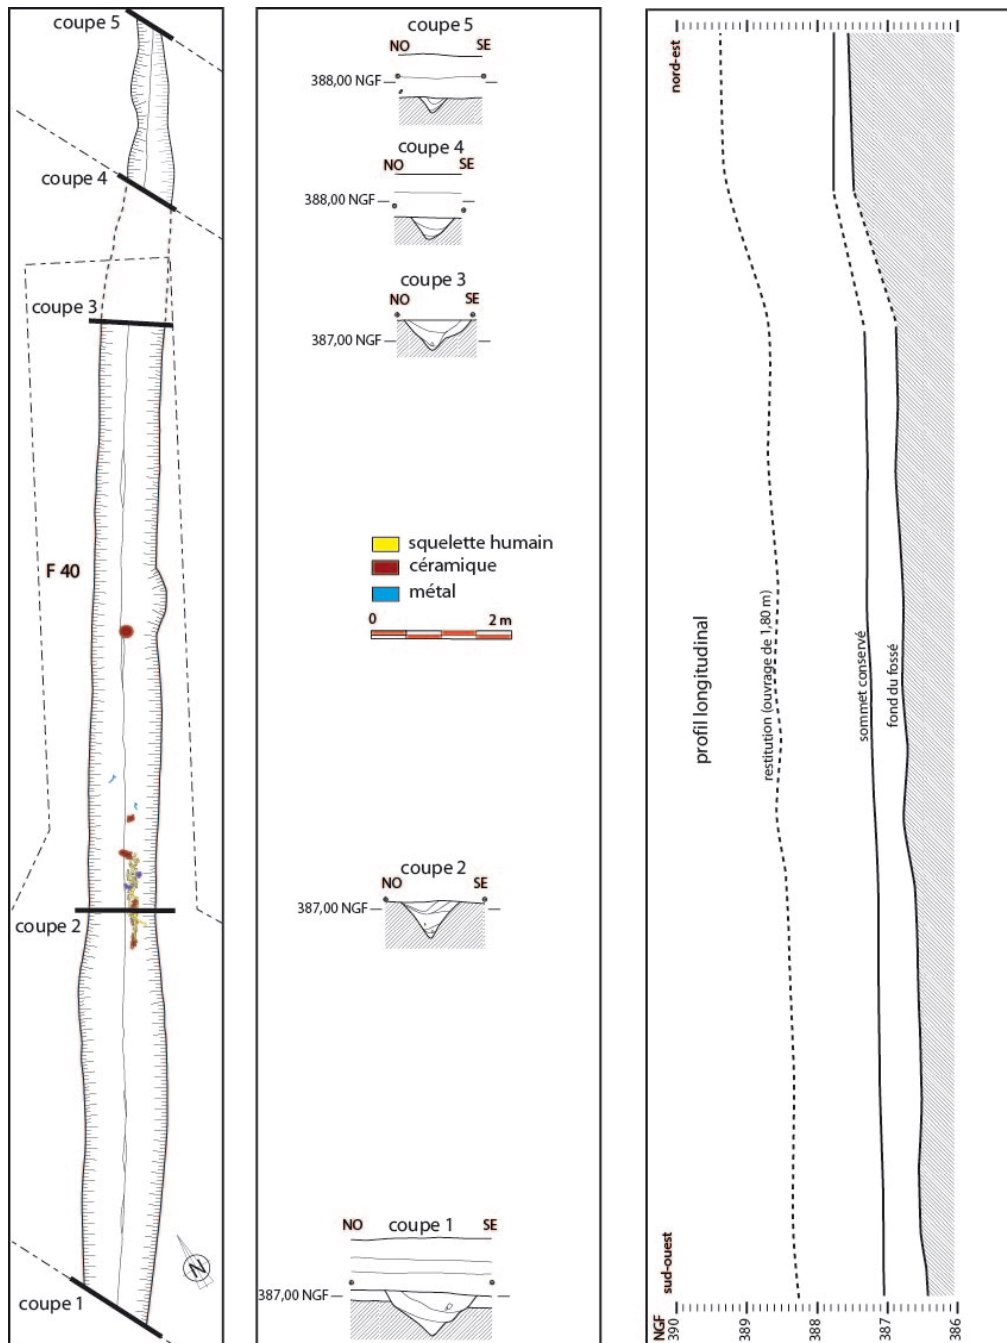 coupe 5
coupe 4
coupe 3
F 40
coupe 2
coupe 1
N
coupe 5
NO SE
388,00 NGF
coupe 4
NO SE
388,00 NGF
coupe 3
NO SE
387,00 NGF
squelette humain
céramique
métal
0 2 m
coupe 2
NO SE
387,00 NGF
coupe 1
NO SE
387,00 NGF
nord-est
profil longitudinal
restitution (ouvrage de 1,80 m)
sommet conservé
fond du fossé
sud-ouest
NGF
390
389
388
387
386